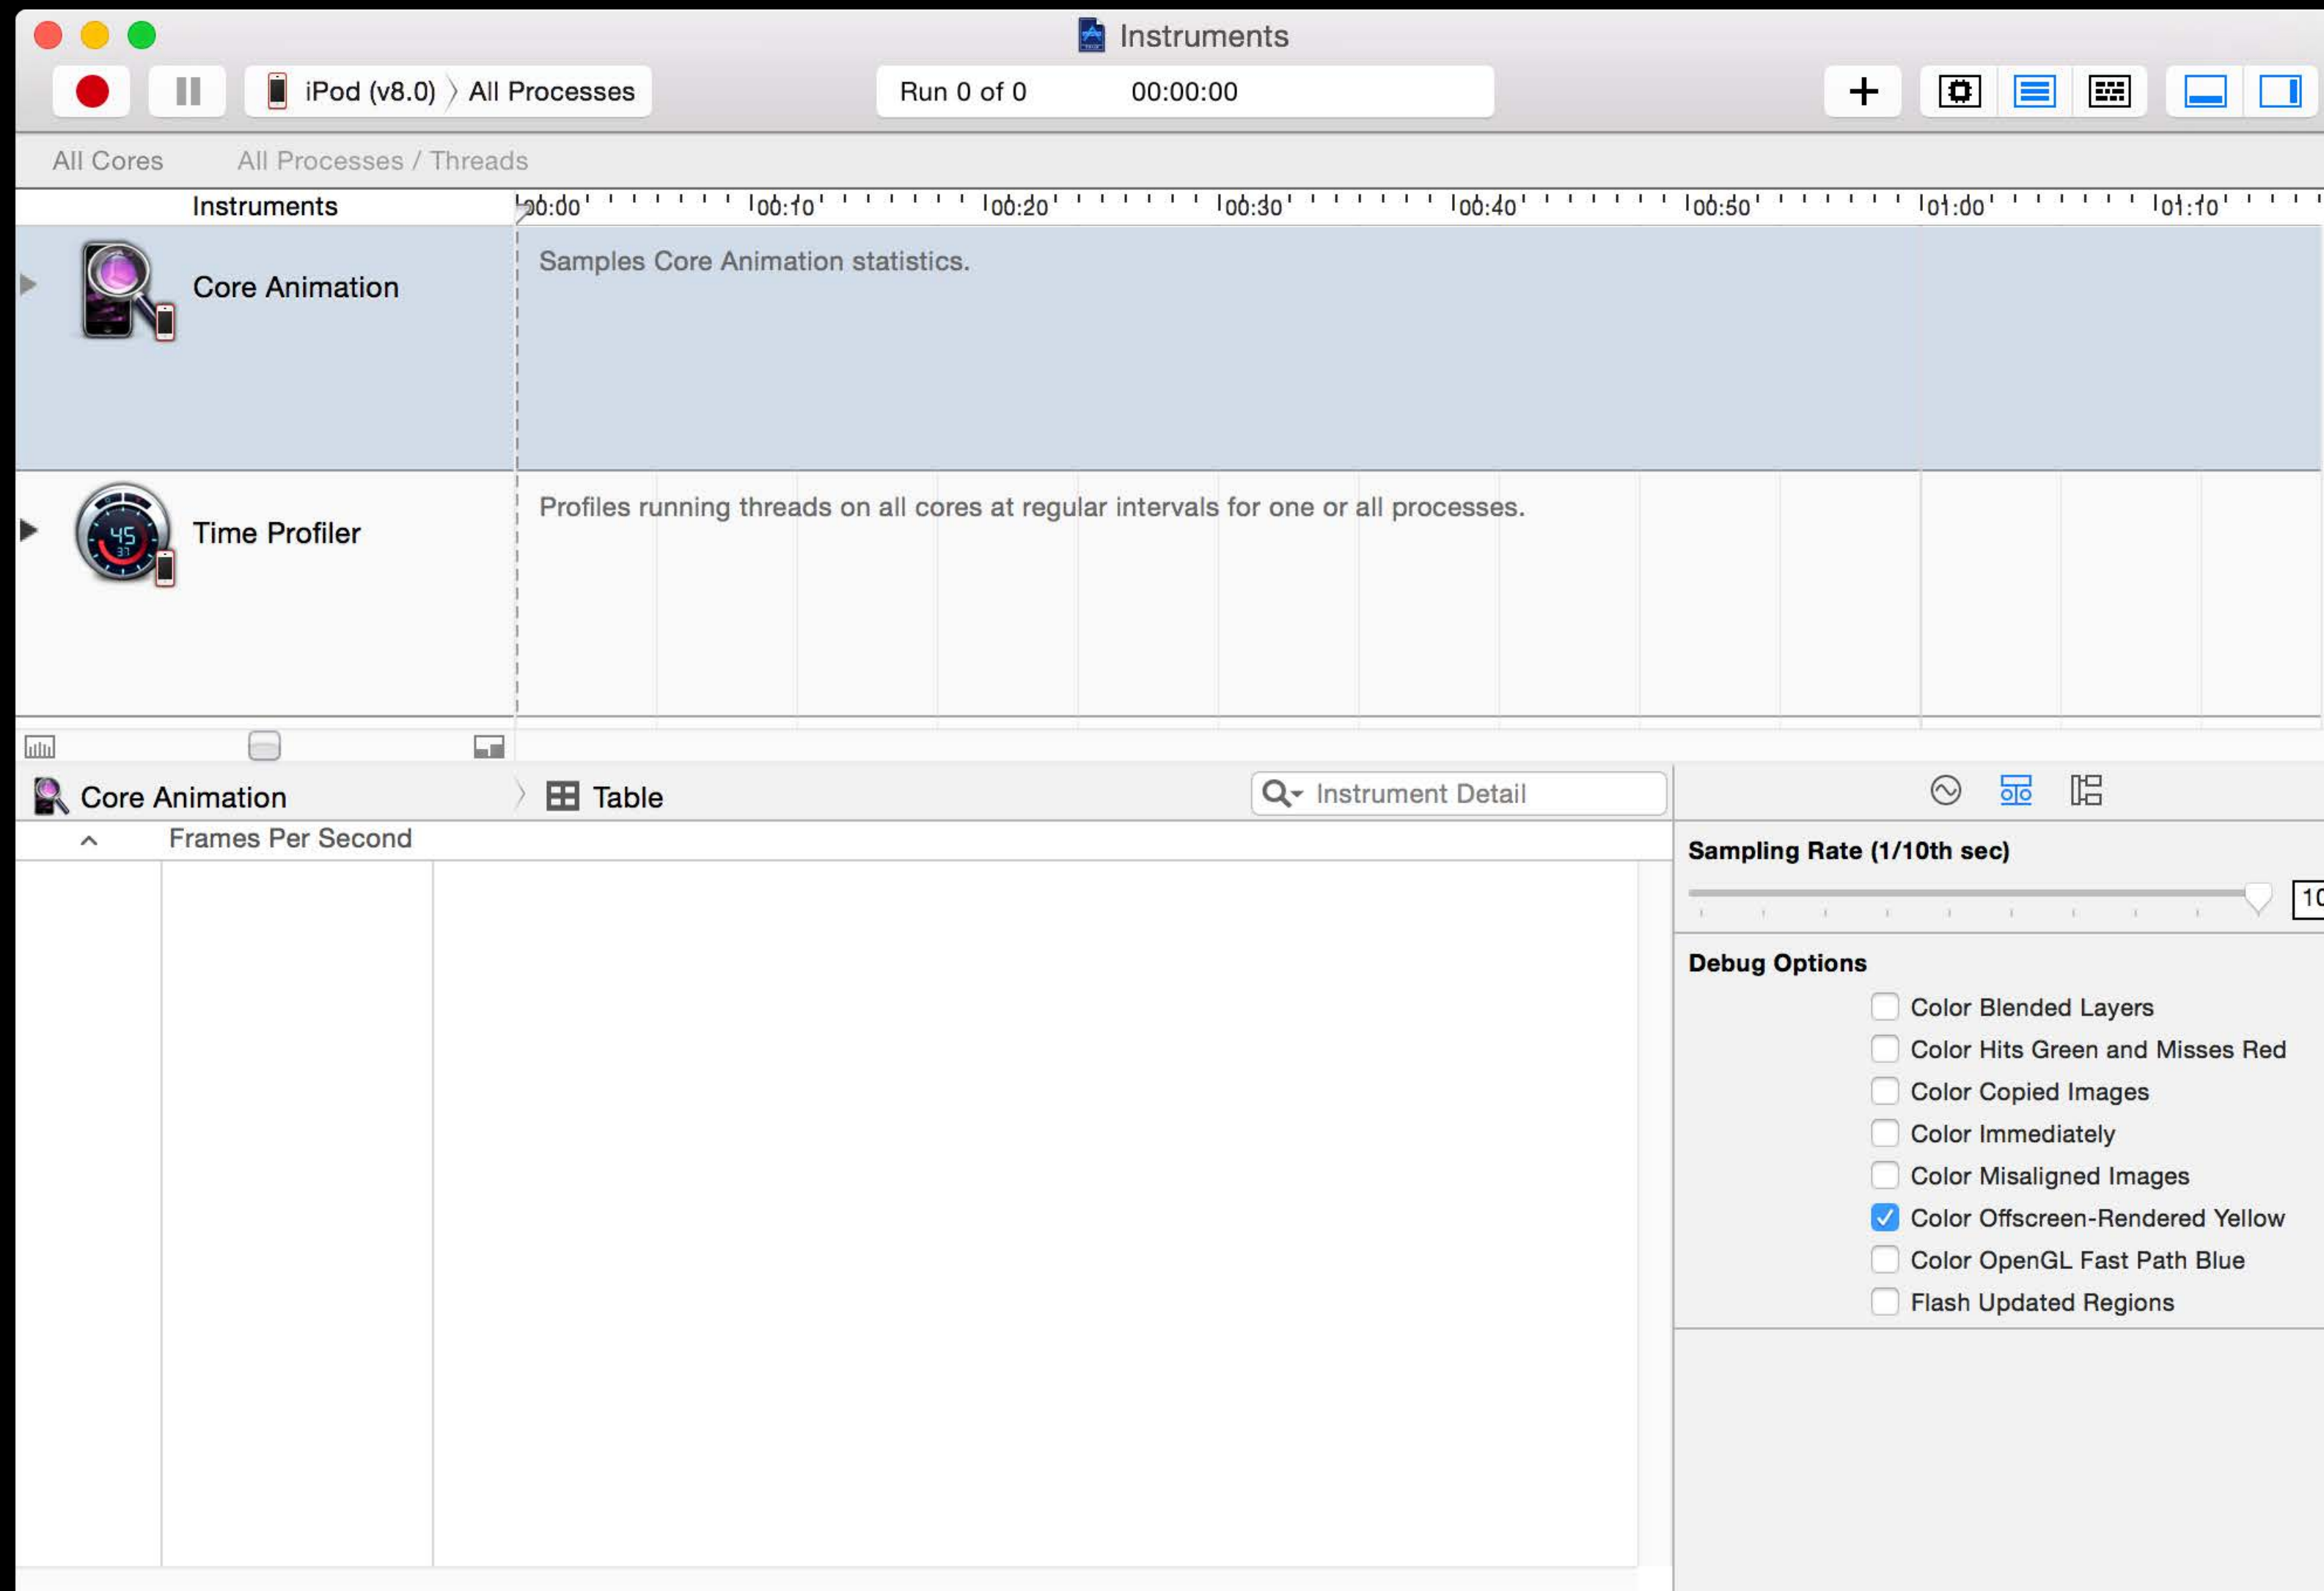 Instruments
iPod (v8.0) 〉 All Processes
Run 0 of 0 00:00:00
All Cores All Processes / Threads
Instruments 00:00 00:10 00:20 00:30 00:40 00:50 01:00 01:10
Samples Core Animation statistics.
Core Animation
Profiles running threads on all cores at regular intervals for one or all processes.
45
37
Time Profiler
Core Animation 〉 Table Instrument Detail
Frames Per Second
Sampling Rate (1/10th sec)
10
Debug Options
Color Blended Layers
Color Hits Green and Misses Red
Color Copied Images
Color Immediately
Color Misaligned Images
Color Offscreen-Rendered Yellow
Color OpenGL Fast Path Blue
Flash Updated Regions